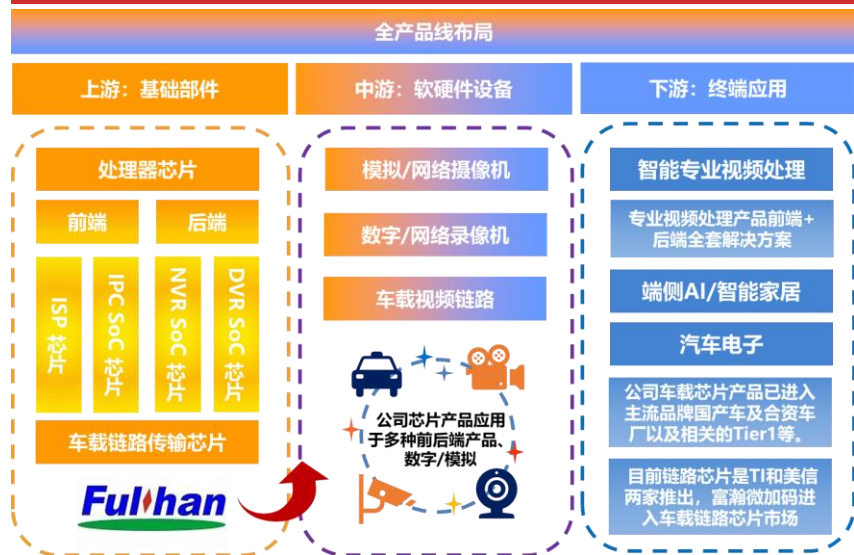 全产品线布局
上游：基础部件
中游：软硬件设备
下游：终端应用
处理器芯片
前端
后端
ISP 芯片
IPC SoC 芯片
NVR SoC 芯片
DVR SoC 芯片
车载链路传输芯片
Fullhan
模拟/网络摄像机
数字/网络录像机
车载视频链路
公司芯片产品应用
于多种前后端产品、
数字/模拟
智能专业视频处理
专业视频处理产品前端+
后端全套解决方案
端侧AI/智能家居
汽车电子
公司车载芯片产品已进入
主流品牌国产车及合资车
厂以及相关的Tier1等。
目前链路芯片是TI和美信
两家推出，富瀚微加码进
入车载链路芯片市场